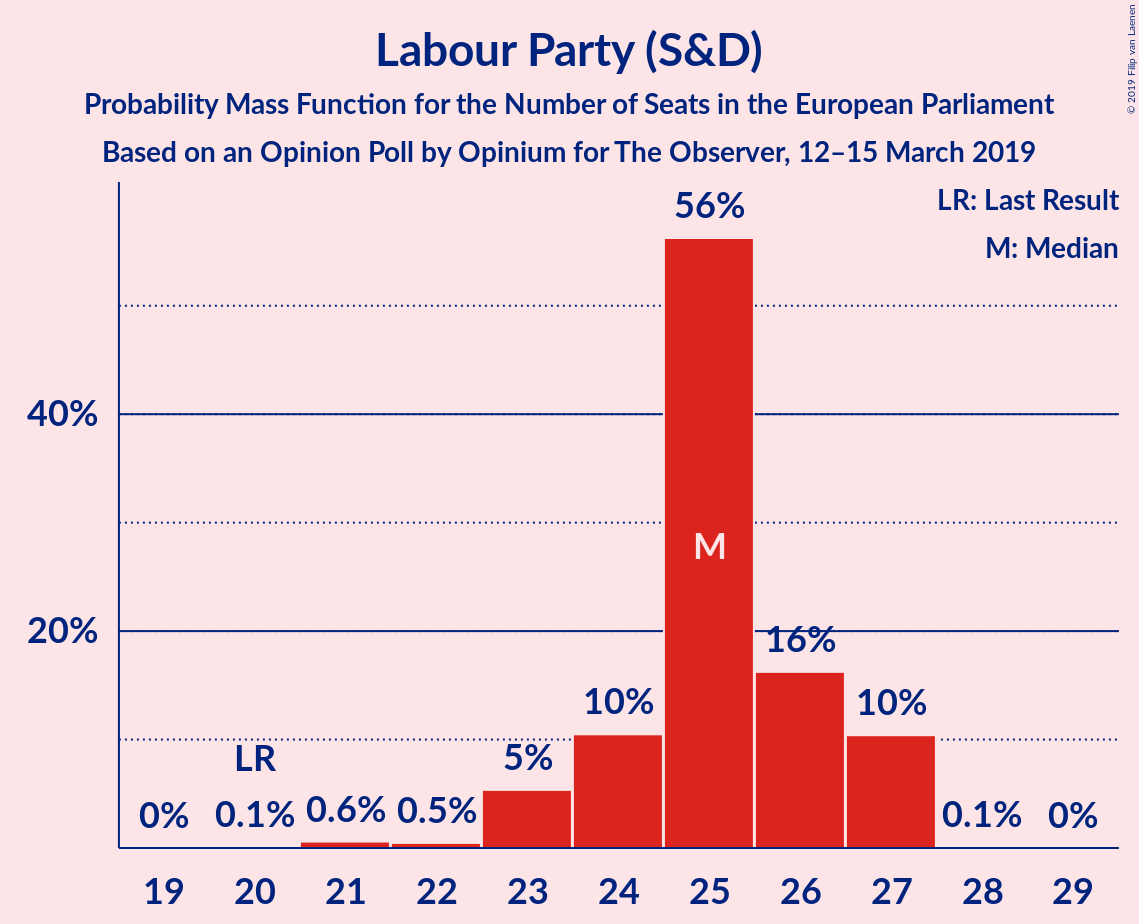 Labour Party (S&D)
Probability Mass Function for the Number of Seats in the European Parliament
Based on an Opinion Poll by Opinium for The Observer, 12–15 March 2019
© 2019 Filip van Laenen
LR: Last Result
M: Median
56%
40%
M
20%
16%
10%
10%
LR
5%
0%
0.1%
0.6%
0.5%
0.1%
0%
19 20 21 22 23 24 25 26 27 28 29